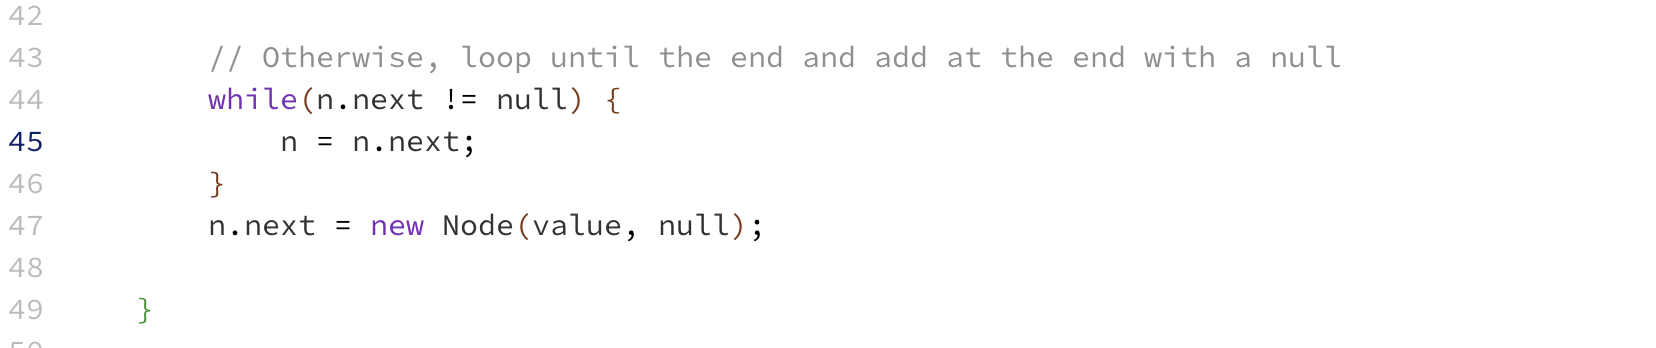 42
43 // Otherwise, loop until the end and add at the end with a null
44 while(n.next != null) {
45 n = n.next;
46 }
47 n.next = new Node(value, null);
48
49 }
50